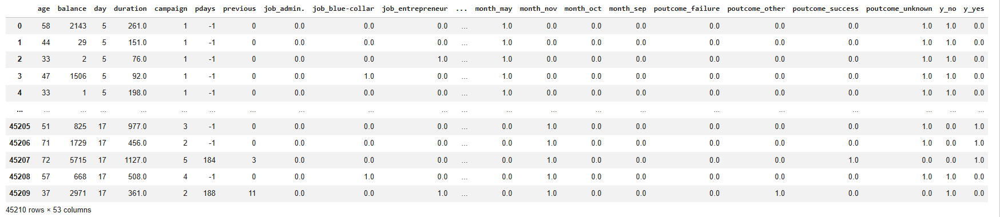 age balance day duration campaign pdays previous job_admin. job_blue-collar job_entrepreneur ... month_may month_nov month_oct month_sep poutcome_failure poutcome_other poutcome_success poutcome_unknown y_no y_yes
0 58 2143 5 261.0 1 -1 0 0.0 0.0 0.0 ... 1.0 0.0 0.0 0.0 0.0 0.0 0.0 1.0 1.0 0.0
1 44 29 5 151.0 1 -1 0 0.0 0.0 0.0 ... 1.0 0.0 0.0 0.0 0.0 0.0 0.0 1.0 1.0 0.0
2 33 2 5 76.0 1 -1 0 0.0 0.0 1.0 ... 1.0 0.0 0.0 0.0 0.0 0.0 0.0 1.0 1.0 0.0
3 47 1506 5 92.0 1 -1 0 0.0 1.0 0.0 ... 1.0 0.0 0.0 0.0 0.0 0.0 0.0 1.0 1.0 0.0
4 33 1 5 198.0 1 -1 0 0.0 0.0 0.0 ... 1.0 0.0 0.0 0.0 0.0 0.0 0.0 1.0 1.0 0.0
... ... ... ... ... ... ... ... ... ... ... ... ... ... ... ... ... ... ... ... ... ...
45205 51 825 17 977.0 3 -1 0 0.0 0.0 0.0 ... 0.0 1.0 0.0 0.0 0.0 0.0 0.0 1.0 0.0 1.0
45206 71 1729 17 456.0 2 -1 0 0.0 0.0 0.0 ... 0.0 1.0 0.0 0.0 0.0 0.0 0.0 1.0 0.0 1.0
45207 72 5715 17 1127.0 5 184 3 0.0 0.0 0.0 ... 0.0 1.0 0.0 0.0 0.0 0.0 1.0 0.0 0.0 1.0
45208 57 668 17 508.0 4 -1 0 0.0 1.0 0.0 ... 0.0 1.0 0.0 0.0 0.0 0.0 0.0 1.0 1.0 0.0
45209 37 2971 17 361.0 2 188 11 0.0 0.0 1.0 ... 0.0 1.0 0.0 0.0 0.0 1.0 0.0 0.0 1.0 0.0
45210 rows × 53 columns